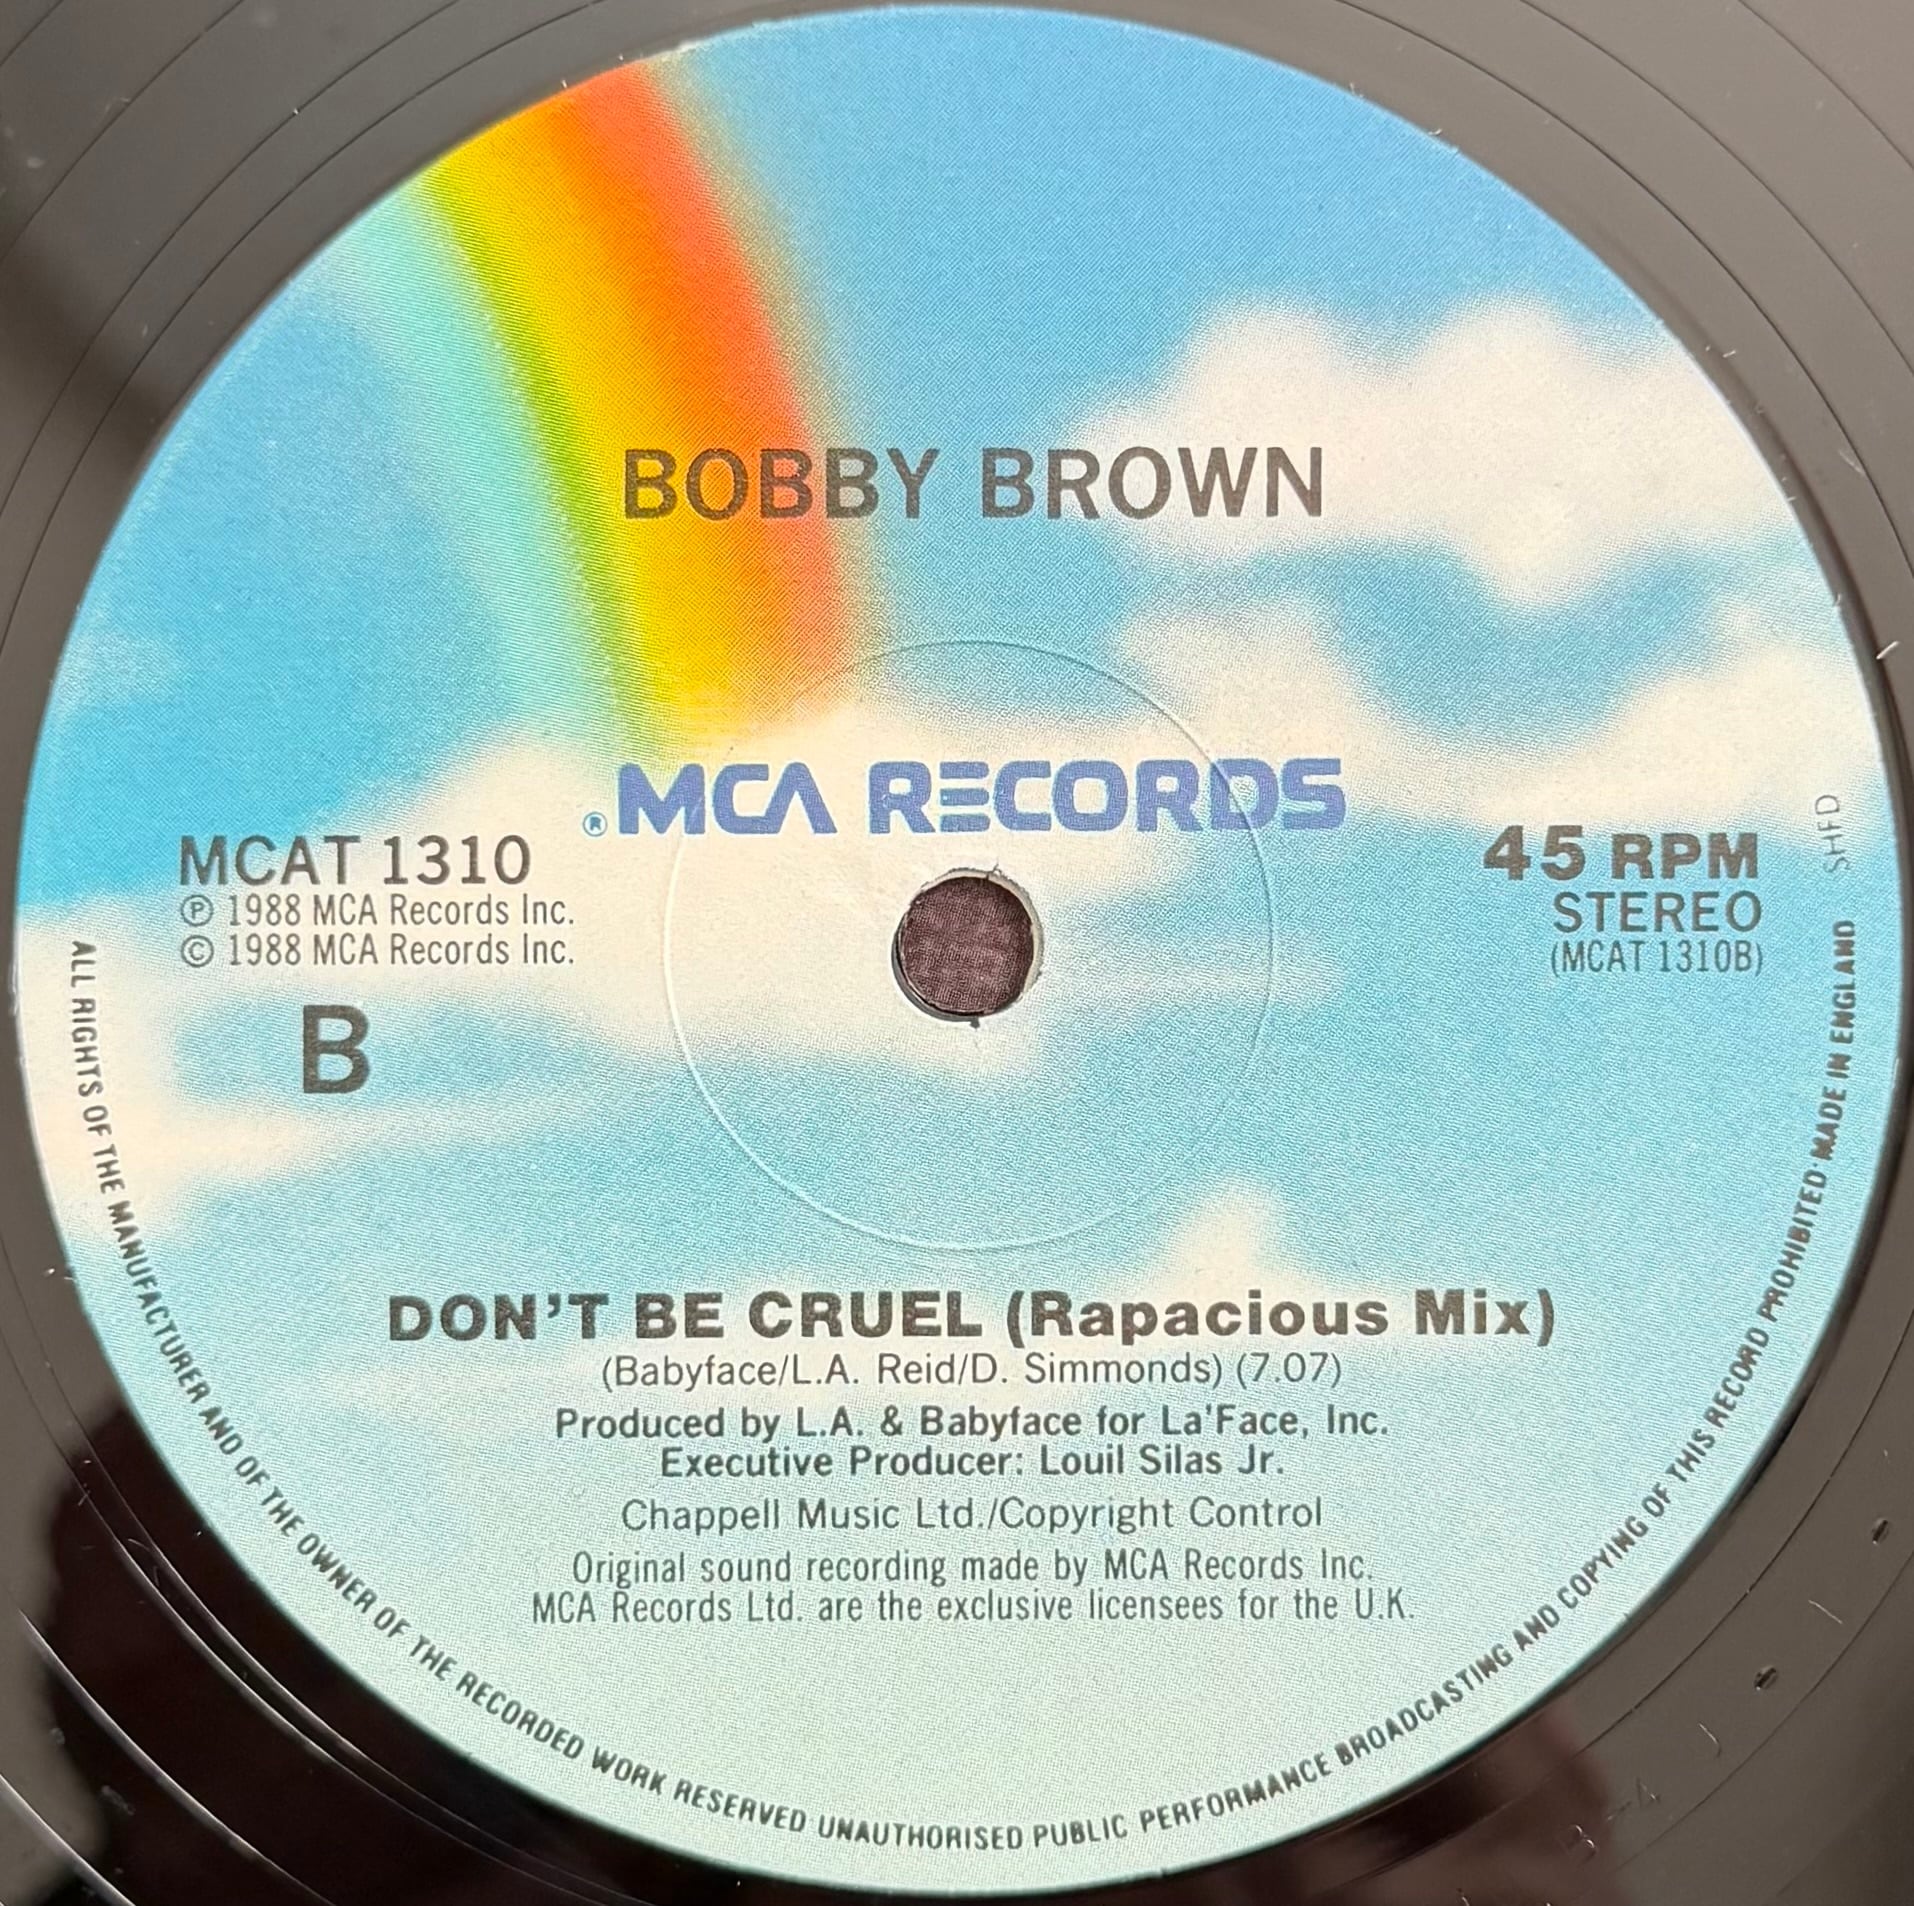 BOBBY BROWN
® MCA RECORDS
MCAT 1310
℗ 1988 MCA Records Inc.
© 1988 MCA Records Inc.
B
45 RPM
STEREO
(MCAT 1310B)
SHFD
DON'T BE CRUEL (Rapacious Mix)
(Babyface/L.A. Reid/D. Simmonds) (7.07)
Produced by L.A. & Babyface for La'Face, Inc.
Executive Producer: Louil Silas Jr.
Chappell Music Ltd./Copyright Control
Original sound recording made by MCA Records Inc.
MCA Records Ltd. are the exclusive licensees for the U.K.
ALL RIGHTS OF THE MANUFACTURER AND OF THE OWNER OF THE RECORDED WORK RESERVED·UNAUTHORISED PUBLIC PERFORMANCE BROADCASTING AND COPYING OF THIS RECORD PROHIBITED·MADE IN ENGLAND